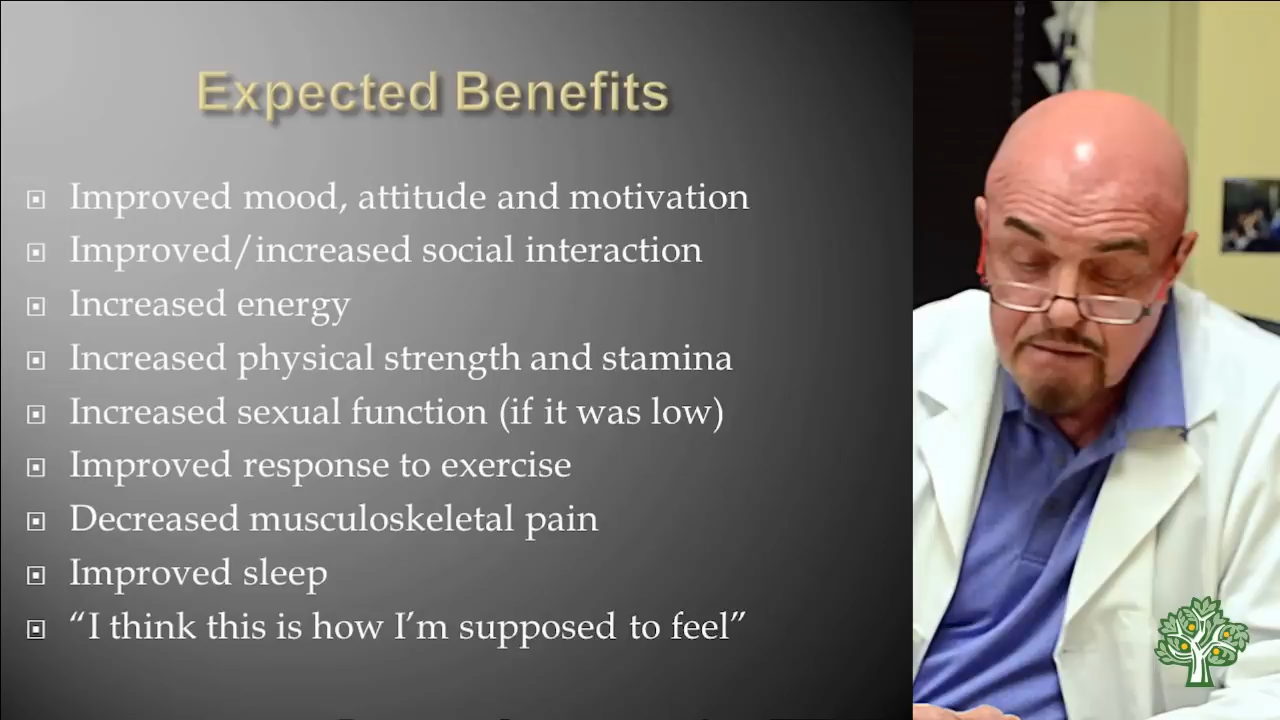 Expected Benefits
Improved mood, attitude and motivation
Improved/increased social interaction
Increased energy
Increased physical strength and stamina
Increased sexual function (if it was low)
Improved response to exercise
Decreased musculoskeletal pain
Improved sleep
“I think this is how I’m supposed to feel”